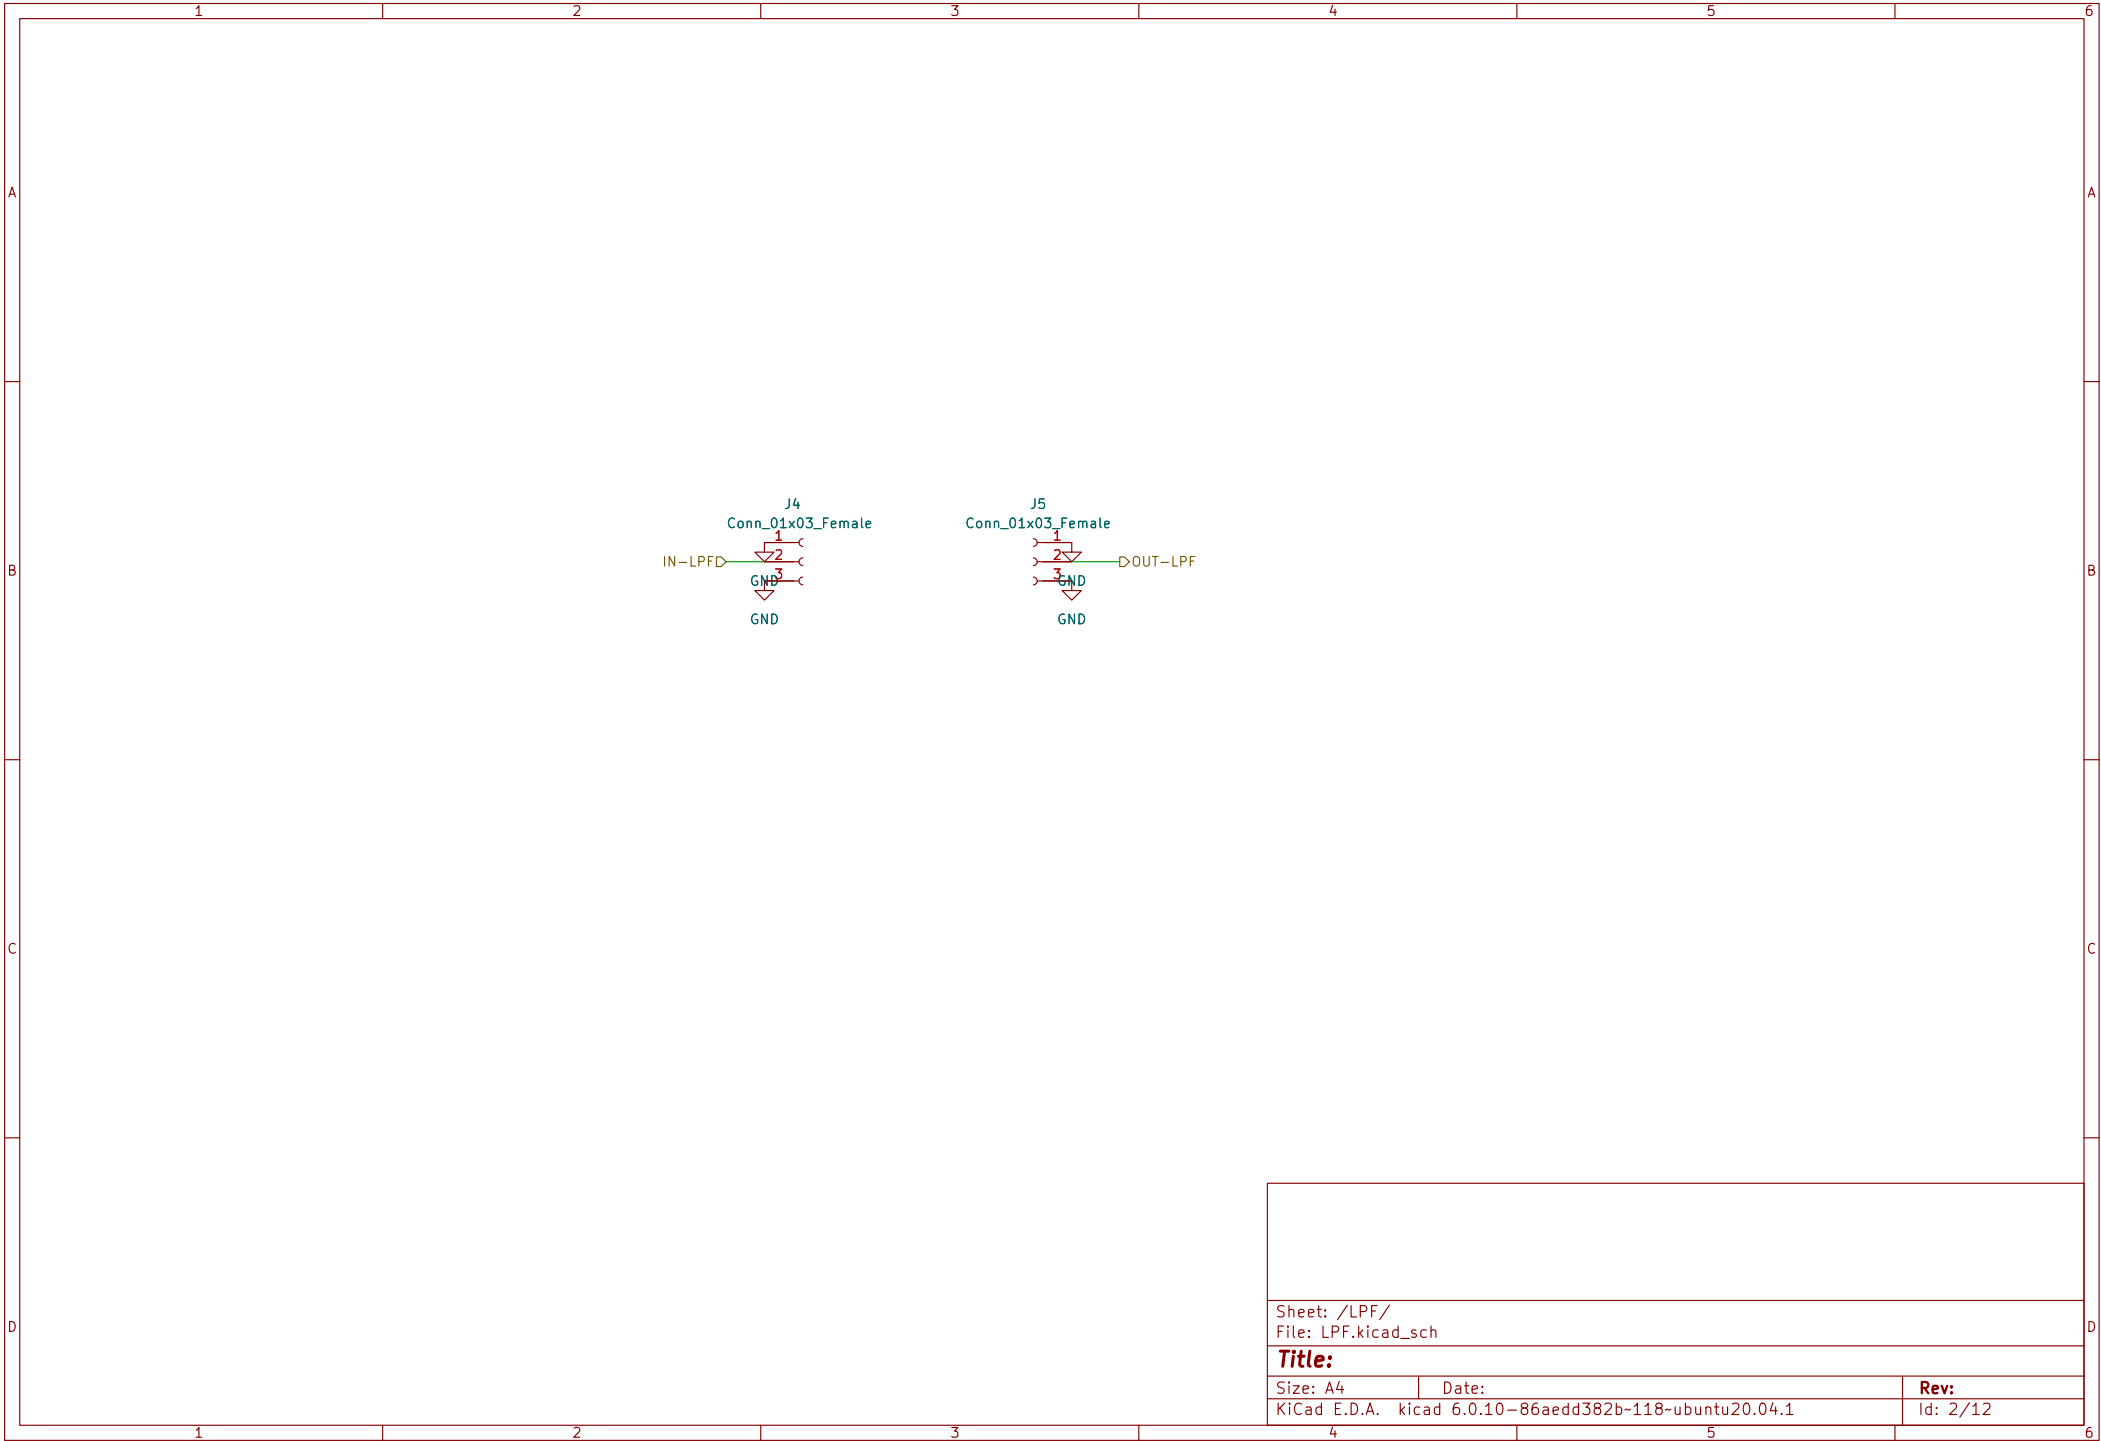 1 2 3 4 5 6
A A
J4 J5
Conn_01x03_Female Conn_01x03_Female
1 1
IN-LPF 2 2 OUT-LPF
B B
3 3
GND GND
GND GND
C C
Sheet: /LPF/
File: LPF.kicad_sch
D D
Title:
Size: A4 Date: Rev:
KiCad E.D.A. kicad 6.0.10-86aedd382b~118~ubuntu20.04.1 Id: 2/12
1 2 3 4 5 6